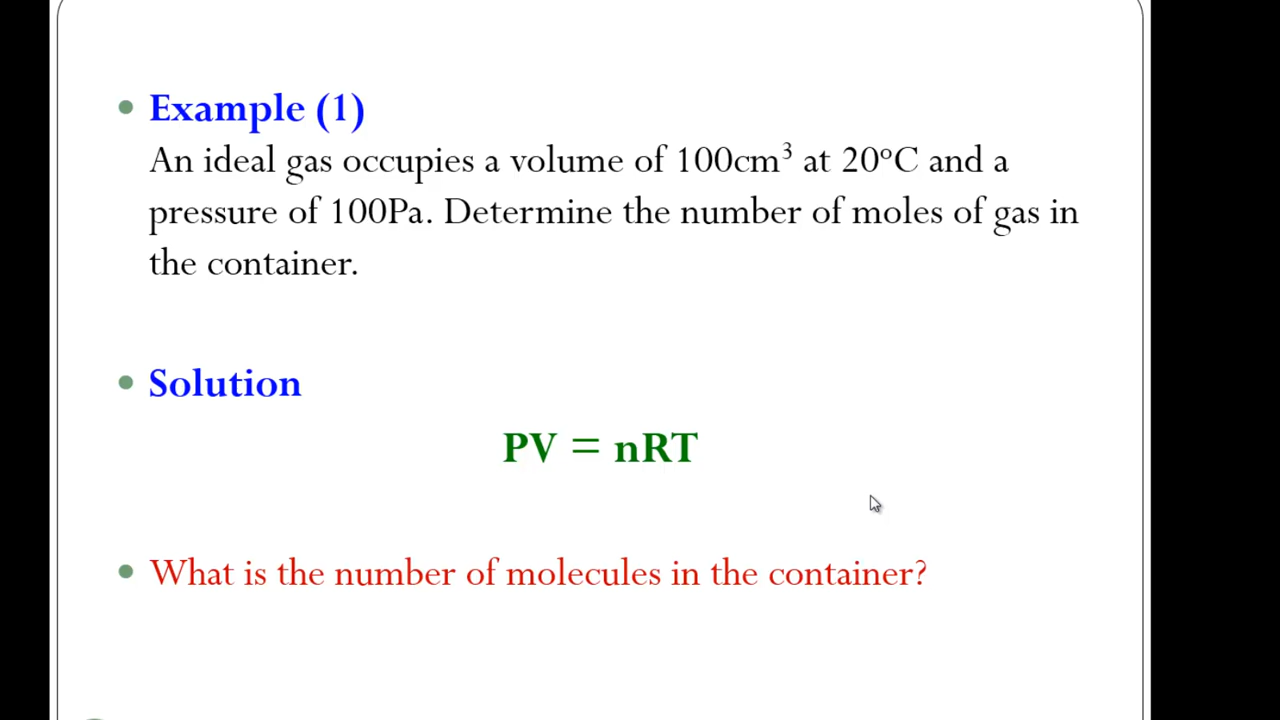 • Example (1)
An ideal gas occupies a volume of 100cm³ at 20ºC and a
pressure of 100Pa. Determine the number of moles of gas in
the container.
• Solution
PV = nRT
• What is the number of molecules in the container?